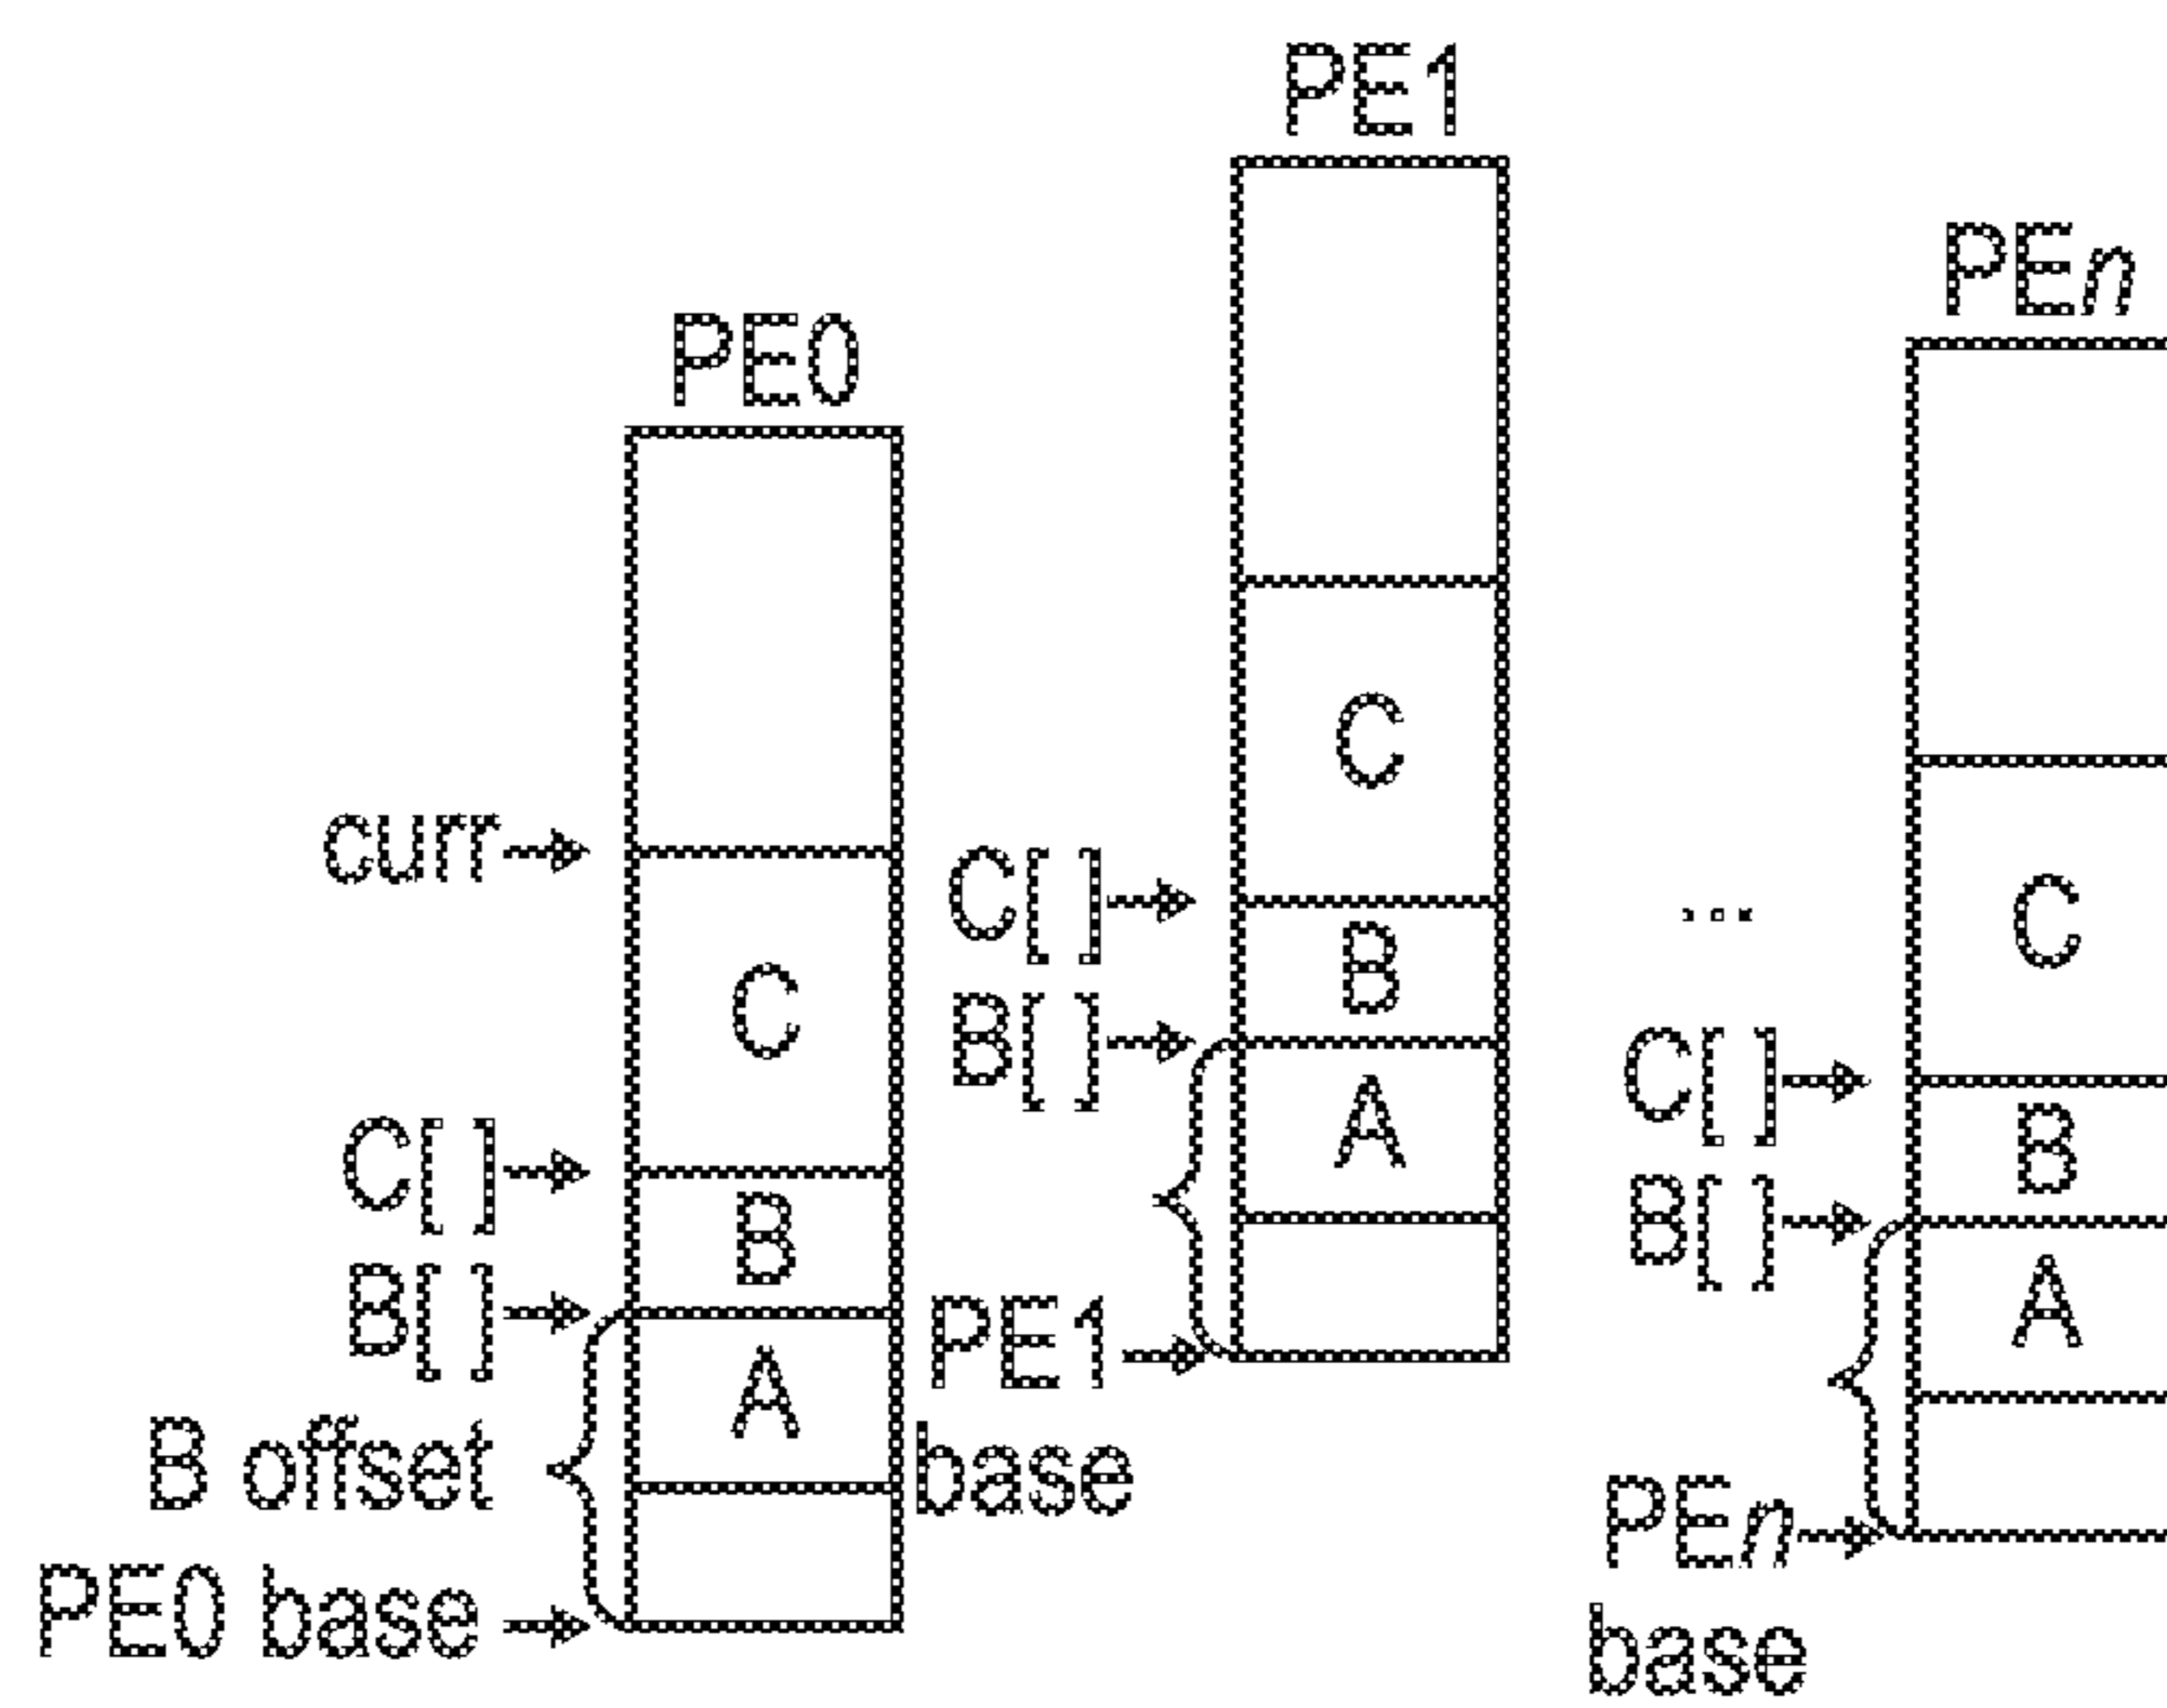 PE0
curr
C
C[ ]
B
B[ ]
A
B offset
PE0 base
PE1
C
C[ ]
B
B[ ]
A
PE1
base
...
PEn
C
C[ ]
B
B[ ]
A
PEn
base